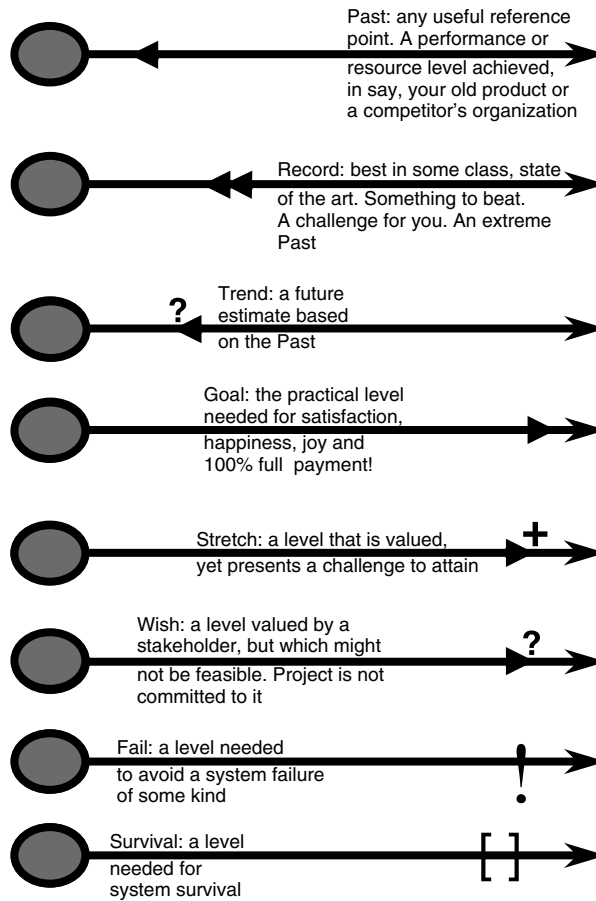 Past: any useful reference
point. A performance or
resource level achieved,
in say, your old product or
a competitor's organization
Record: best in some class, state
of the art. Something to beat.
A challenge for you. An extreme
Past
?
Trend: a future
estimate based
on the Past
Goal: the practical level
needed for satisfaction,
happiness, joy and
100% full payment!
+
Stretch: a level that is valued,
yet presents a challenge to attain
Wish: a level valued by a
stakeholder, but which might
?
not be feasible. Project is not
committed to it
Fail: a level needed
to avoid a system failure
of some kind
!
Survival: a level
needed for
system survival
[ ]